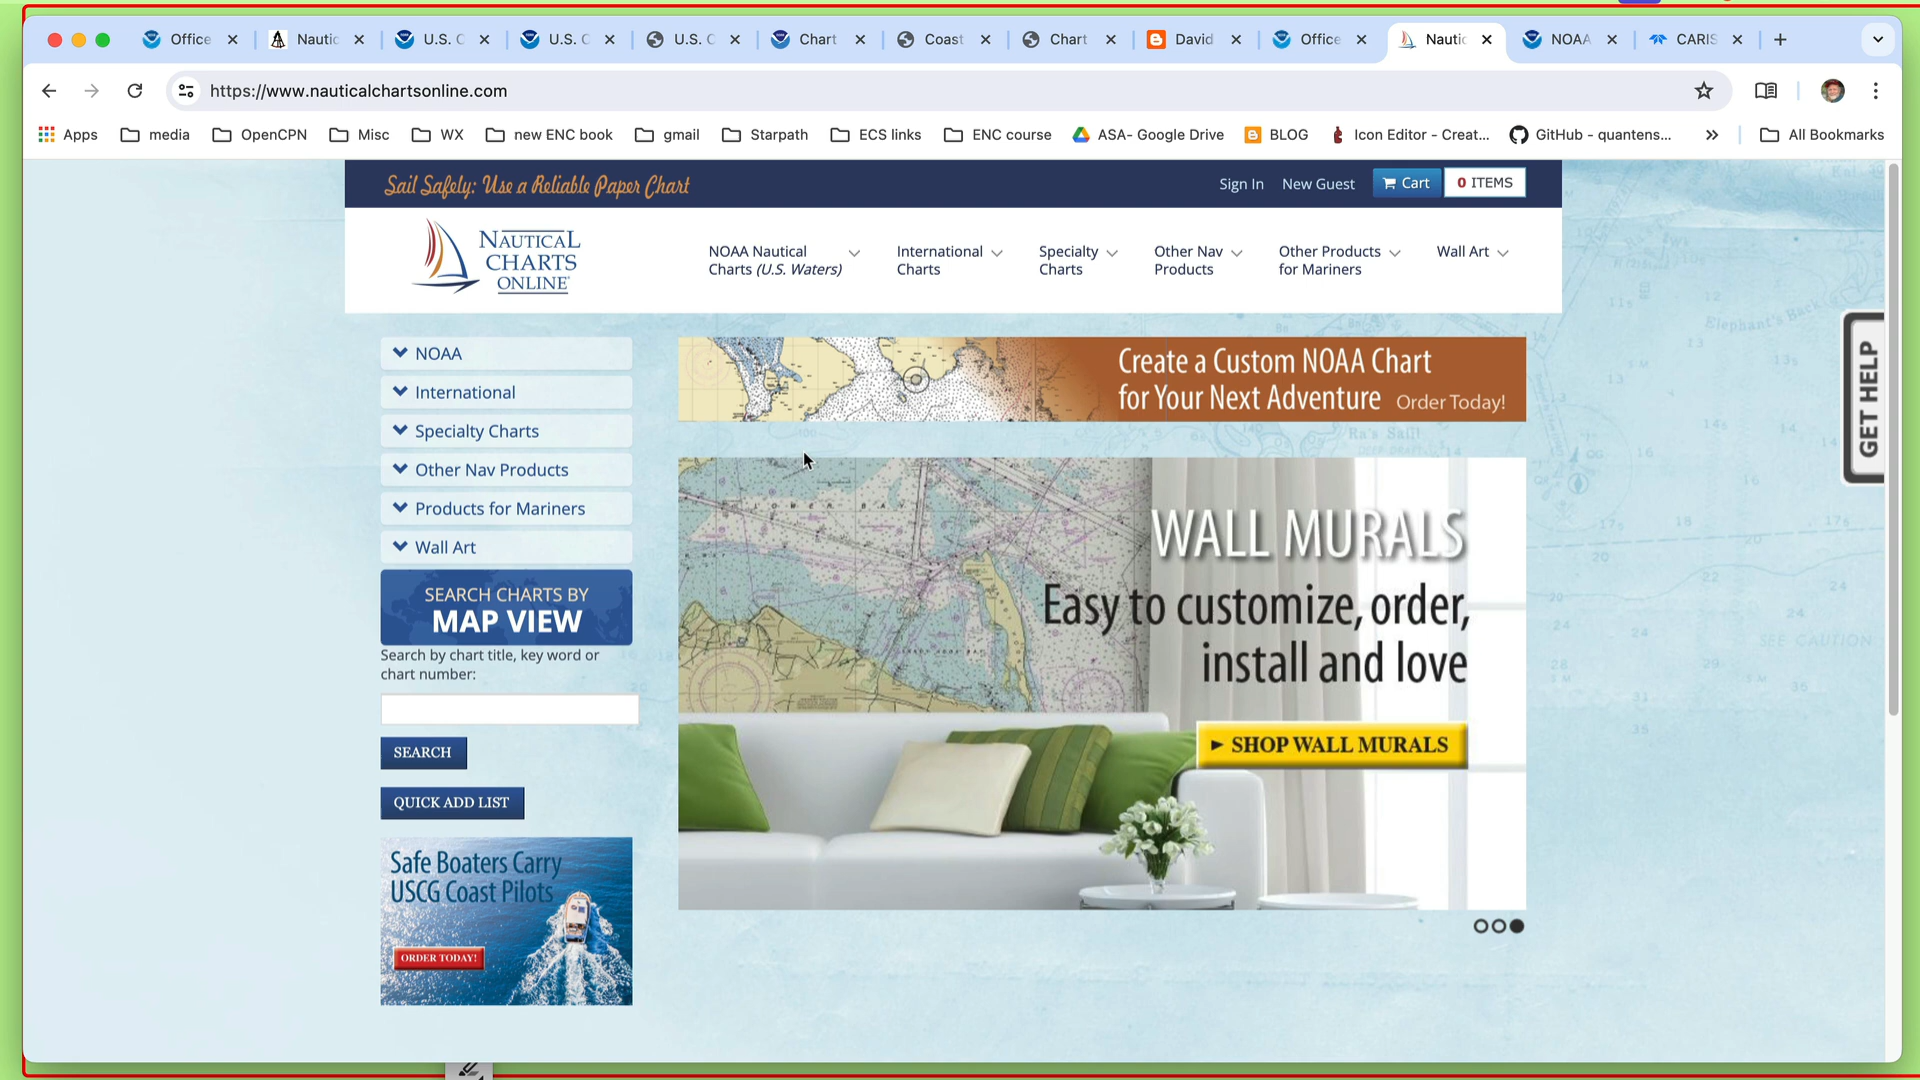 Office
Nautic
U.S. C
U.S. C
U.S. C
Chart
Coast
Chart
David
Office
Nautic
NOAA
CARIS
https://www.nauticalchartsonline.com
Apps
media
OpenCPN
Misc
WX
new ENC book
gmail
Starpath
ECS links
ENC course
ASA- Google Drive
BLOG
Icon Editor - Creat...
GitHub - quantens...
All Bookmarks
Sail Safely: Use a Reliable Paper Chart
Sign In
New Guest
Cart
0 ITEMS
NAUTICAL
CHARTS
ONLINE
NOAA Nautical
Charts (U.S. Waters)
International
Charts
Specialty
Charts
Other Nav
Products
Other Products
for Mariners
Wall Art
NOAA
International
Specialty Charts
Other Nav Products
Products for Mariners
Wall Art
SEARCH CHARTS BY
MAP VIEW
Search by chart title, key word or
chart number:
SEARCH
QUICK ADD LIST
Safe Boaters Carry
USCG Coast Pilots
ORDER TODAY!
Create a Custom NOAA Chart
for Your Next Adventure Order Today!
WALL MURALS
Easy to customize, order,
install and love
SHOP WALL MURALS
GET HELP
Elephant's Back
SEE CAUTION